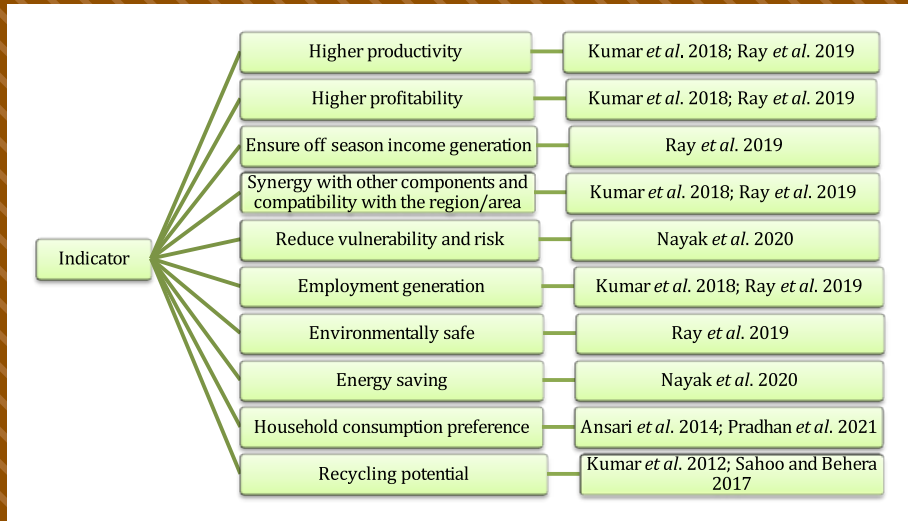 Indicator
Higher productivity
Kumar et al. 2018; Ray et al. 2019
Higher profitability
Kumar et al. 2018; Ray et al. 2019
Ensure off season income generation
Ray et al. 2019
Synergy with other components and
compatibility with the region/area
Kumar et al. 2018; Ray et al. 2019
Reduce vulnerability and risk
Nayak et al. 2020
Employment generation
Kumar et al. 2018; Ray et al. 2019
Environmentally safe
Ray et al. 2019
Energy saving
Nayak et al. 2020
Household consumption preference
Ansari et al. 2014; Pradhan et al. 2021
Recycling potential
Kumar et al. 2012; Sahoo and Behera
2017